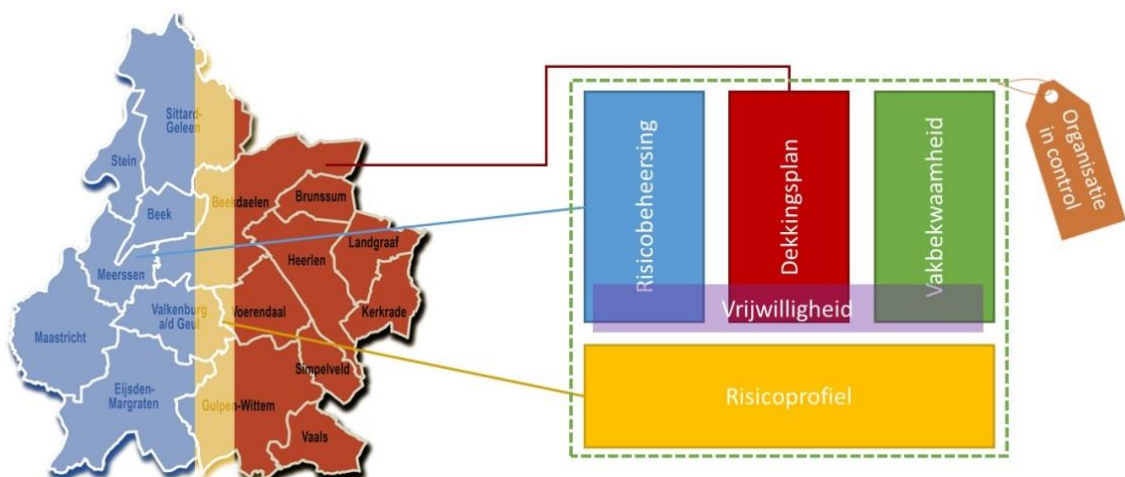 Sittard-
Geleen
Stein
Beek
Beekdaelen
Brunssum
Landgraaf
Heerlen
Meerssen
Valkenburg
a/d Geul
Voerendaal
Kerkrade
Maastricht
Simpelveld
Eijsden-
Margraten
Gulpen-Wittem
Vaals
Risicobeheersing
Dekkingsplan
Vakbekwaamheid
Vrijwilligheid
Risicoprofiel
Organisatie
in control